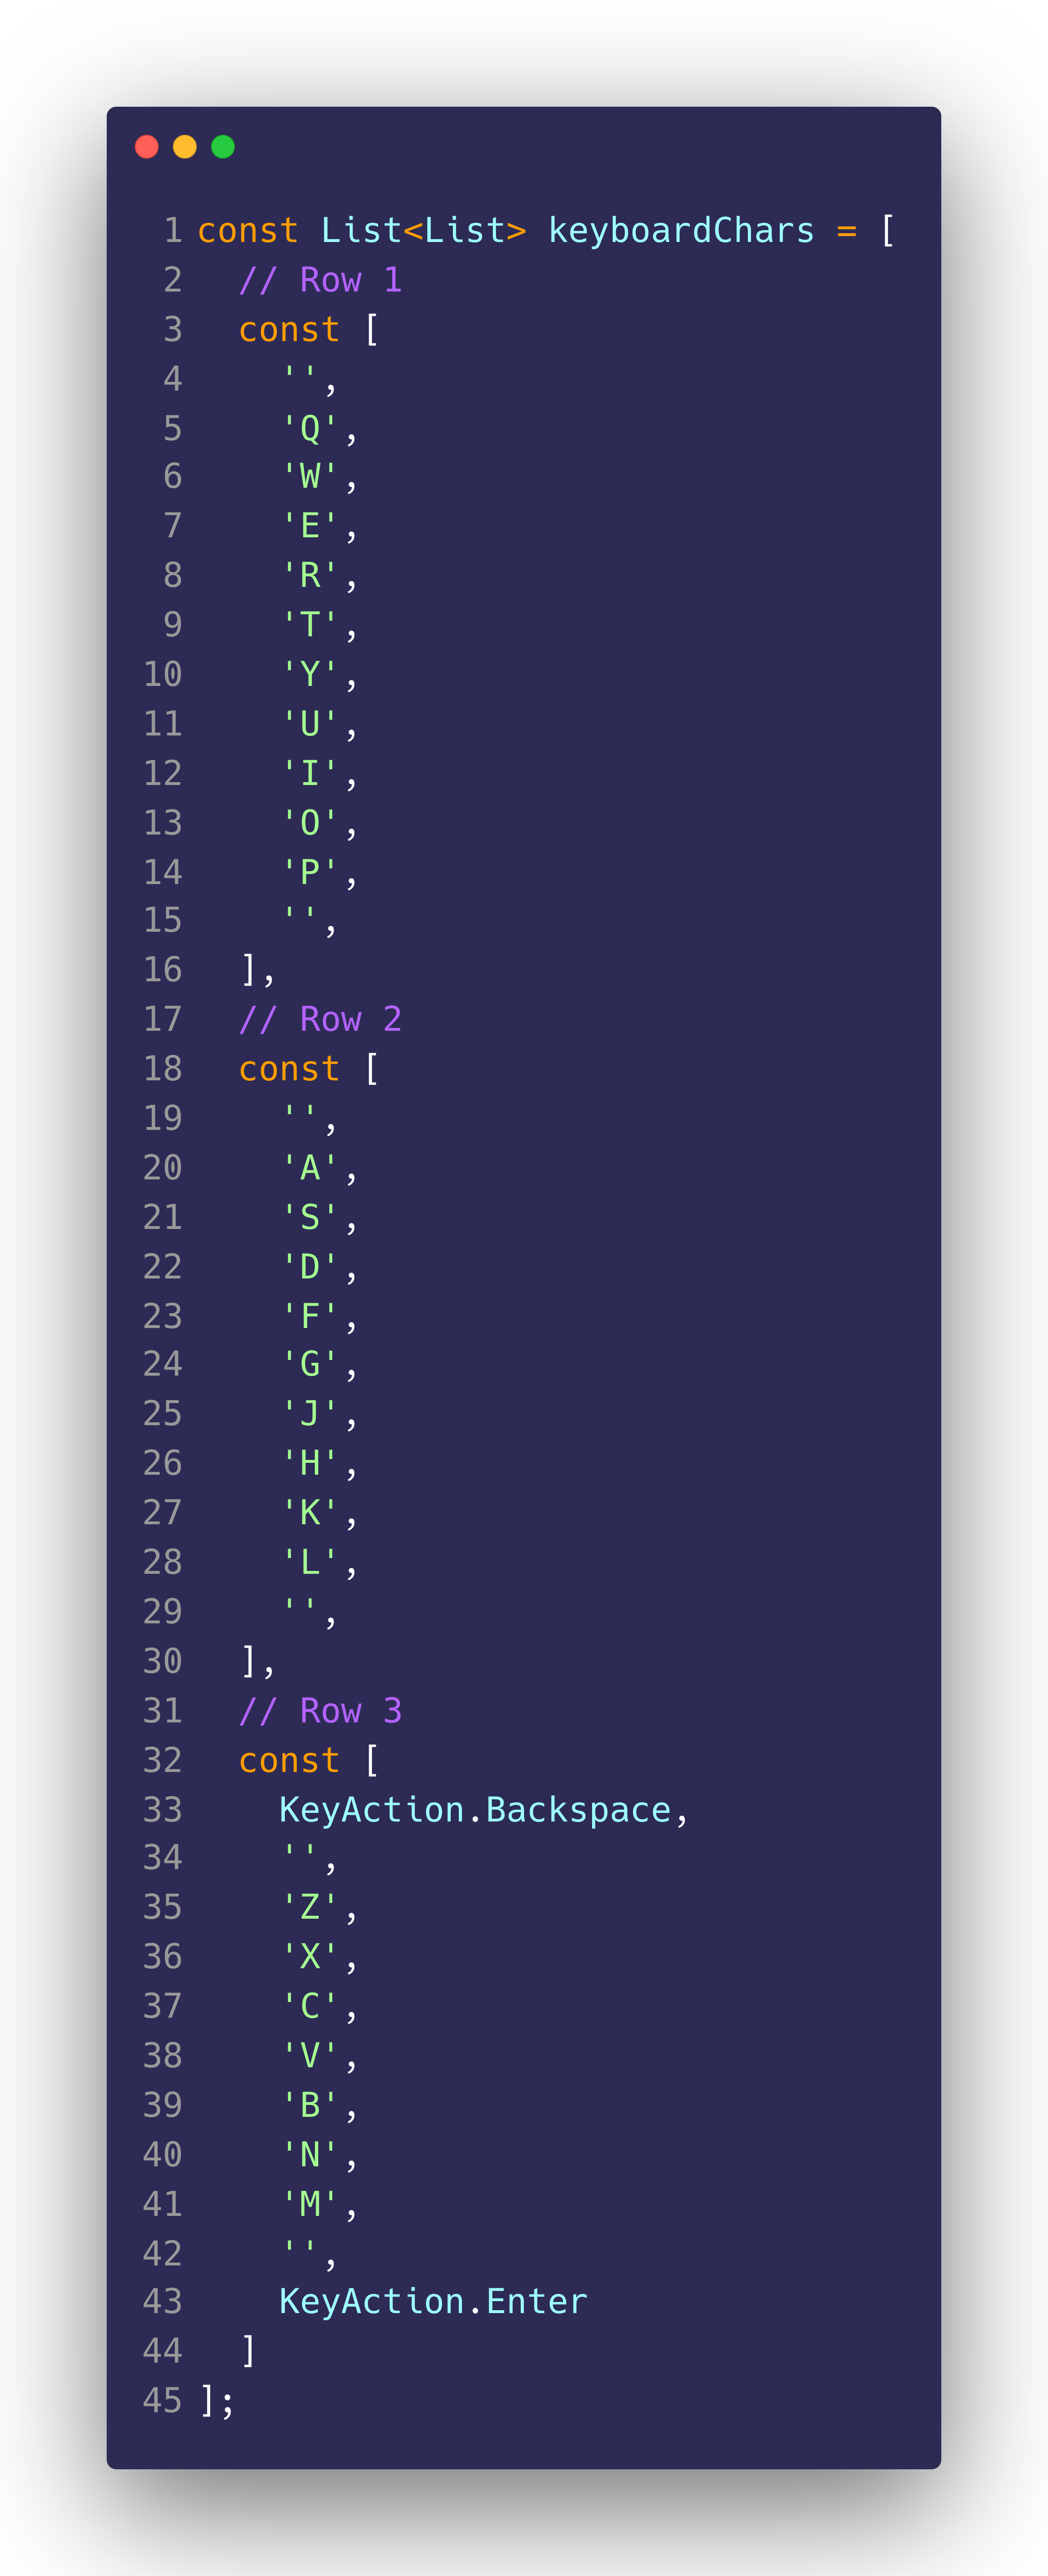 1 const List<List> keyboardChars = [
2   // Row 1
3   const [
4     '',
5     'Q',
6     'W',
7     'E',
8     'R',
9     'T',
10     'Y',
11     'U',
12     'I',
13     'O',
14     'P',
15     '',
16   ],
17   // Row 2
18   const [
19     '',
20     'A',
21     'S',
22     'D',
23     'F',
24     'G',
25     'J',
26     'H',
27     'K',
28     'L',
29     '',
30   ],
31   // Row 3
32   const [
33     KeyAction.Backspace,
34     '',
35     'Z',
36     'X',
37     'C',
38     'V',
39     'B',
40     'N',
41     'M',
42     '',
43     KeyAction.Enter
44   ]
45 ];